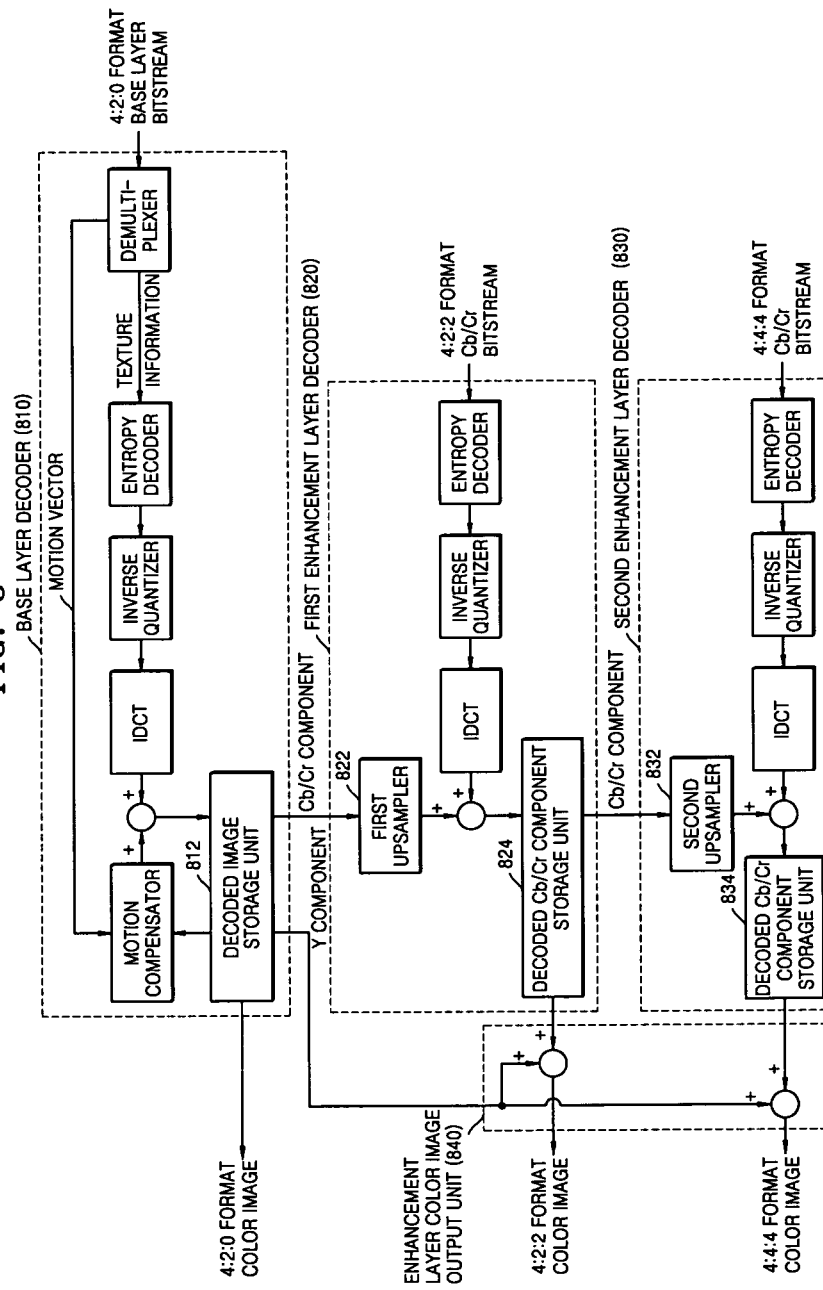 BASE LAYER DECODER (810)
MOTION VECTOR
4:2:0 FORMAT
BASE LAYER
BITSTREAM
DEMULTI-
PLEXER
TEXTURE
INFORMATION
ENTROPY
DECODER
INVERSE
QUANTIZER
IDCT
+
+
MOTION
COMPENSATOR
812
DECODED IMAGE
STORAGE UNIT
4:2:0 FORMAT
COLOR IMAGE
Y COMPONENT
Cb/Cr COMPONENT
FIRST ENHANCEMENT LAYER DECODER (820)
4:2:2 FORMAT
Cb/Cr
BITSTREAM
ENTROPY
DECODER
INVERSE
QUANTIZER
IDCT
822
FIRST
UPSAMPLER
+
+
824
DECODED Cb/Cr COMPONENT
STORAGE UNIT
ENHANCEMENT
LAYER COLOR IMAGE
OUTPUT UNIT (840)
+
+
4:2:2 FORMAT
COLOR IMAGE
Cb/Cr COMPONENT
SECOND ENHANCEMENT LAYER DECODER (830)
4:4:4 FORMAT
Cb/Cr
BITSTREAM
ENTROPY
DECODER
INVERSE
QUANTIZER
IDCT
832
SECOND
UPSAMPLER
+
+
834
DECODED Cb/Cr
COMPONENT
STORAGE UNIT
+
+
4:4:4 FORMAT
COLOR IMAGE